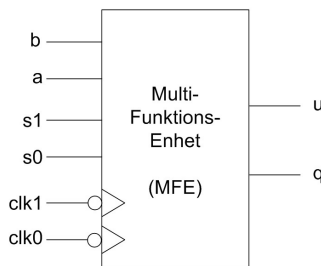 b
a
s1
s0
clk1
clk0
Multi-
Funktions-
Enhet
(MFE)
u
q